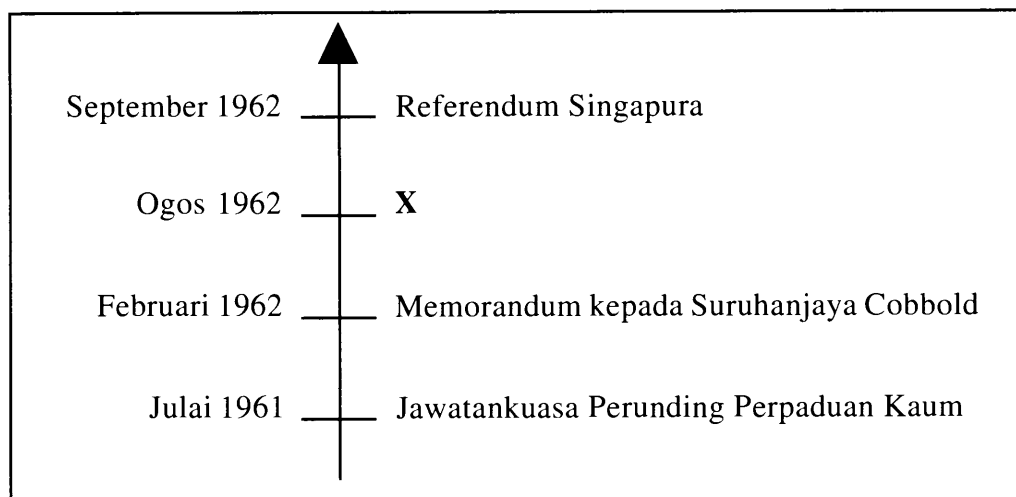 September 1962 Referendum Singapura
Ogos 1962 X
Februari 1962 Memorandum kepada Suruhanjaya Cobbold
Julai 1961 Jawatankuasa Perunding Perpaduan Kaum